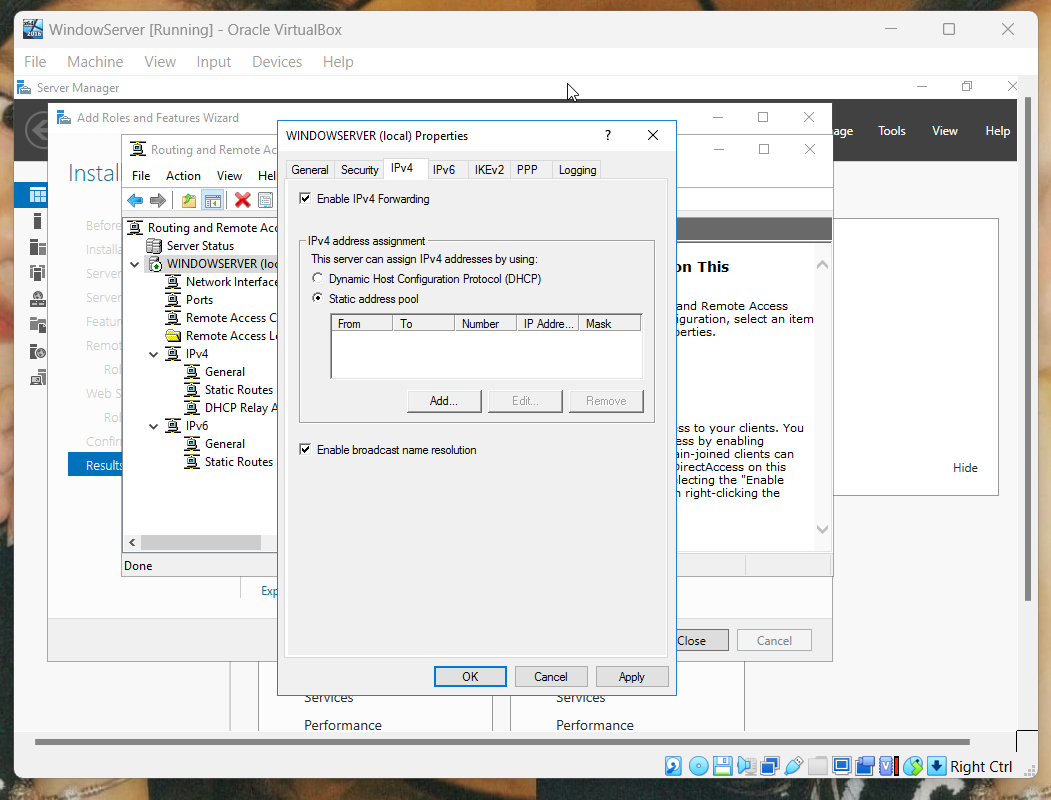 WindowServer [Running] - Oracle VirtualBox
File Machine View Input Devices Help
Server Manager
Tools View Help
Add Roles and Features Wizard
Instal
Before
Installa
Server
Server
Featur
Remot
Rol
Web S
Rol
Confir
Results
Routing and Remote Ac
File Action View Hel
Routing and Remote Acc
Server Status
WINDOWSERVER (loc
Network Interface
Ports
Remote Access C
Remote Access Lo
IPv4
General
Static Routes
DHCP Relay A
IPv6
General
Static Routes
Done
Exp
WINDOWSERVER (local) Properties
General Security IPv4 IPv6 IKEv2 PPP Logging
Enable IPv4 Forwarding
IPv4 address assignment
This server can assign IPv4 addresses by using:
Dynamic Host Configuration Protocol (DHCP)
Static address pool
From To Number IP Addre... Mask
Add... Edit... Remove
Enable broadcast name resolution
OK Cancel Apply
on This
and Remote Access
iguration, select an item
perties.
ss to your clients. You
ess by enabling
ain-joined clients can
DirectAccess on this
electing the "Enable
n right-clicking the
Hide
Close Cancel
Services Services
Performance Performance
Right Ctrl